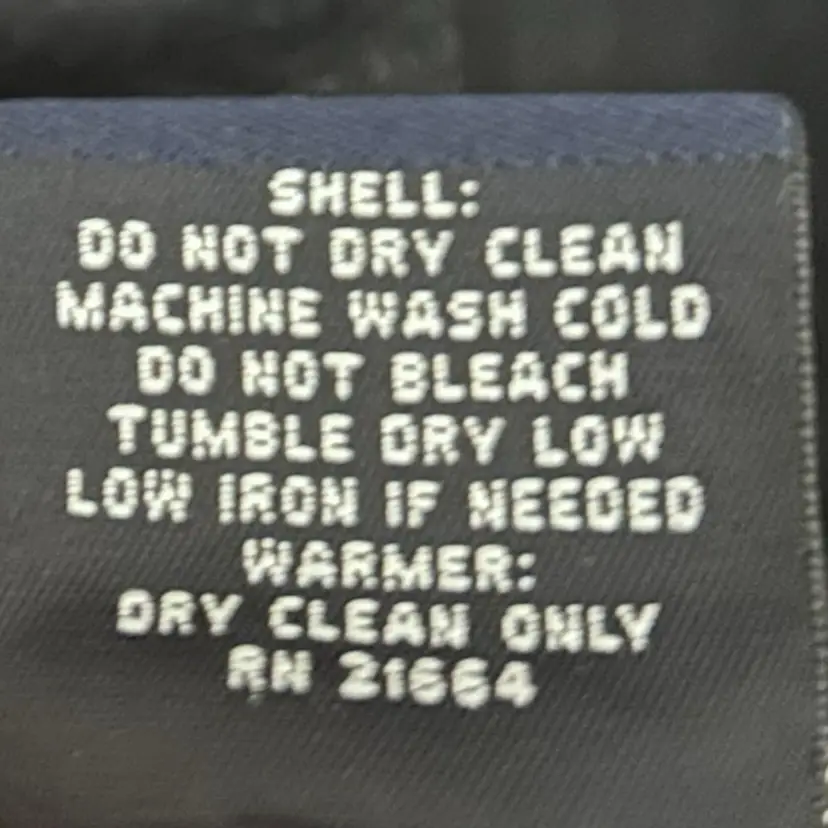 SHELL:
DO NOT DRY CLEAN
MACHINE WASH COLD
DO NOT BLEACH
TUMBLE DRY LOW
LOW IRON IF NEEDED
WARMER:
DRY CLEAN ONLY
RN 21664